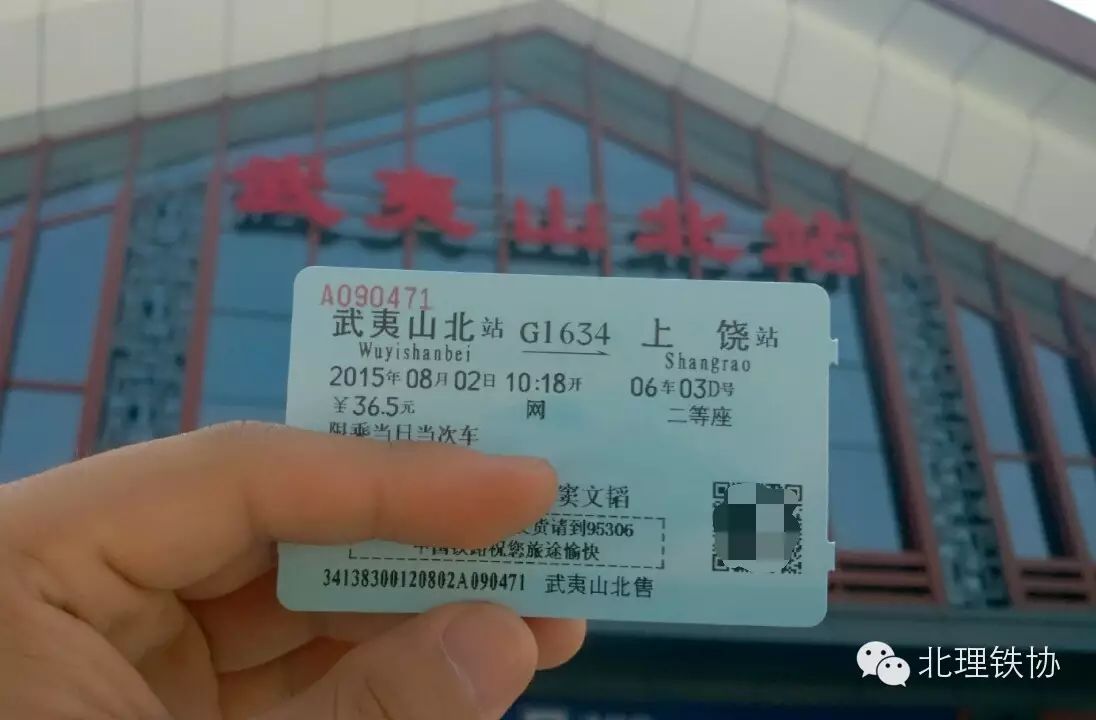 武夷山北站
A090471
武夷山北站 G1634 上饶站
Wuyishanbei Shangrao
2015年08月02日 10:18开 06车03D号
¥36.5元 网 二等座
限乘当日当次车
窦文韬
货请到95306
中国铁路祝您旅途愉快
34138300120802A090471 武夷山北售
北理铁协